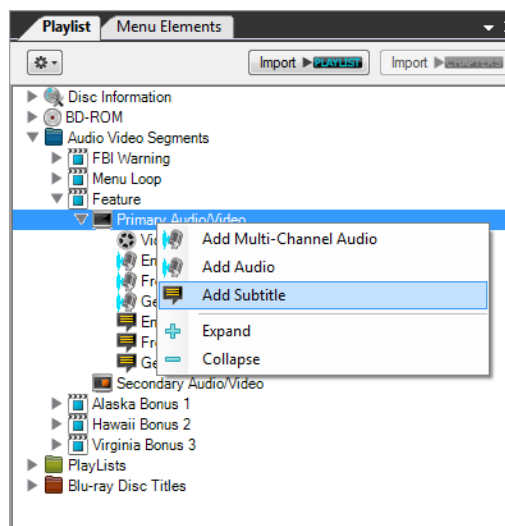 Playlist Menu Elements
Import PLAYLIST Import CHAPTERS
Disc Information
BD-ROM
Audio Video Segments
FBI Warning
Menu Loop
Feature
Primary Audio/Video
Add Multi-Channel Audio
Add Audio
Add Subtitle
Expand
Collapse
Secondary Audio/Video
Alaska Bonus 1
Hawaii Bonus 2
Virginia Bonus 3
PlayLists
Blu-ray Disc Titles